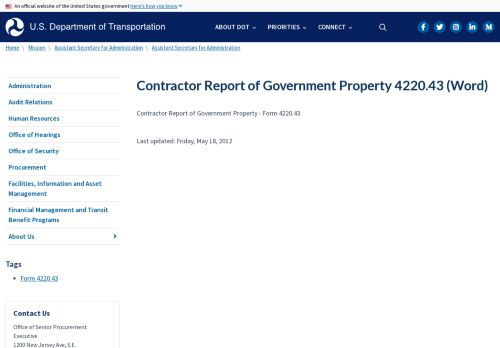 An official website of the United States government Here's how you know
U.S. Department of Transportation
ABOUT DOT
PRIORITIES
CONNECT
Home \ Mission \ Assistant Secretary for Administration \ Assistant Secretary for Administration
Administration
Audit Relations
Human Resources
Office of Hearings
Office of Security
Procurement
Facilities, Information and Asset
Management
Financial Management and Transit
Benefit Programs
About Us
Tags
Form 4220.43
Contact Us
Office of Senior Procurement
Executive
1200 New Jersey Ave, S.E.
Contractor Report of Government Property 4220.43 (Word)
Contractor Report of Government Property - Form 4220.43
Last updated: Friday, May 18, 2012